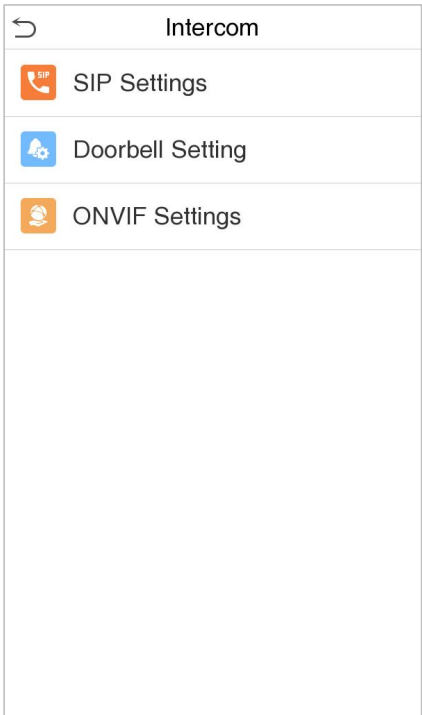 Intercom
SIP
SIP Settings
Doorbell Setting
ONVIF Settings